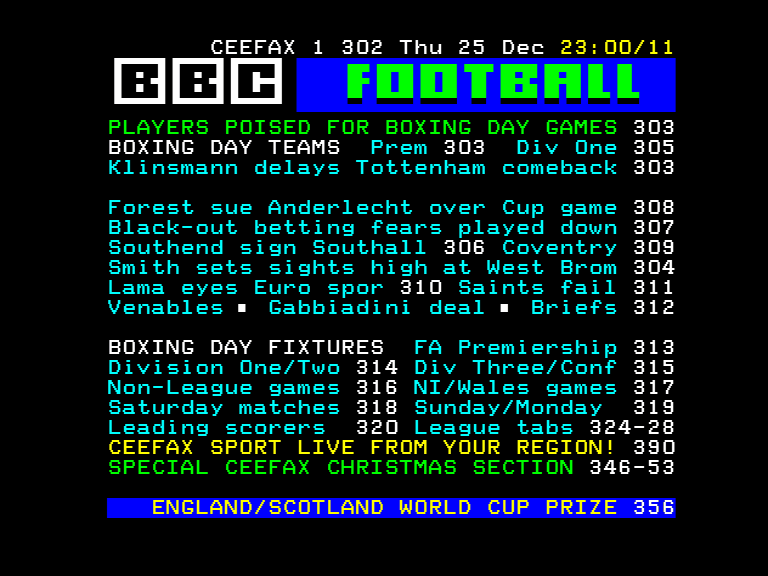 CEEFAX 1 302 Thu 25 Dec 23:00/11
BBC FOOTBALL
PLAYERS POISED FOR BOXING DAY GAMES 303
BOXING DAY TEAMS Prem 303 Div One 305
Klinsmann delays Tottenham comeback 303
Forest sue Anderlecht over Cup game 308
Black-out betting fears played down 307
Southend sign Southall 306 Coventry 309
Smith sets sights high at West Brom 304
Lama eyes Euro spor 310 Saints fail 311
Venables ▪ Gabbiadini deal ▪ Briefs 312
BOXING DAY FIXTURES FA Premiership 313
Division One/Two 314 Div Three/Conf 315
Non-League games 316 NI/Wales games 317
Saturday matches 318 Sunday/Monday 319
Leading scorers 320 League tabs 324-28
CEEFAX SPORT LIVE FROM YOUR REGION! 390
SPECIAL CEEFAX CHRISTMAS SECTION 346-53
ENGLAND/SCOTLAND WORLD CUP PRIZE 356